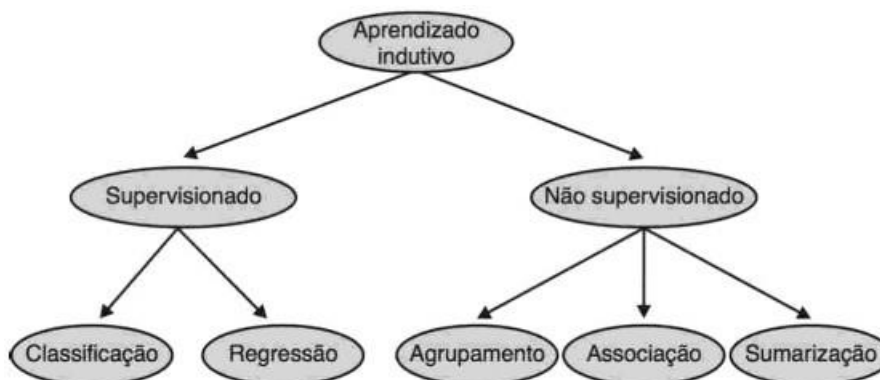 Aprendizado
indutivo
Supervisionado
Não supervisionado
Classificação
Regressão
Agrupamento
Associação
Sumarização